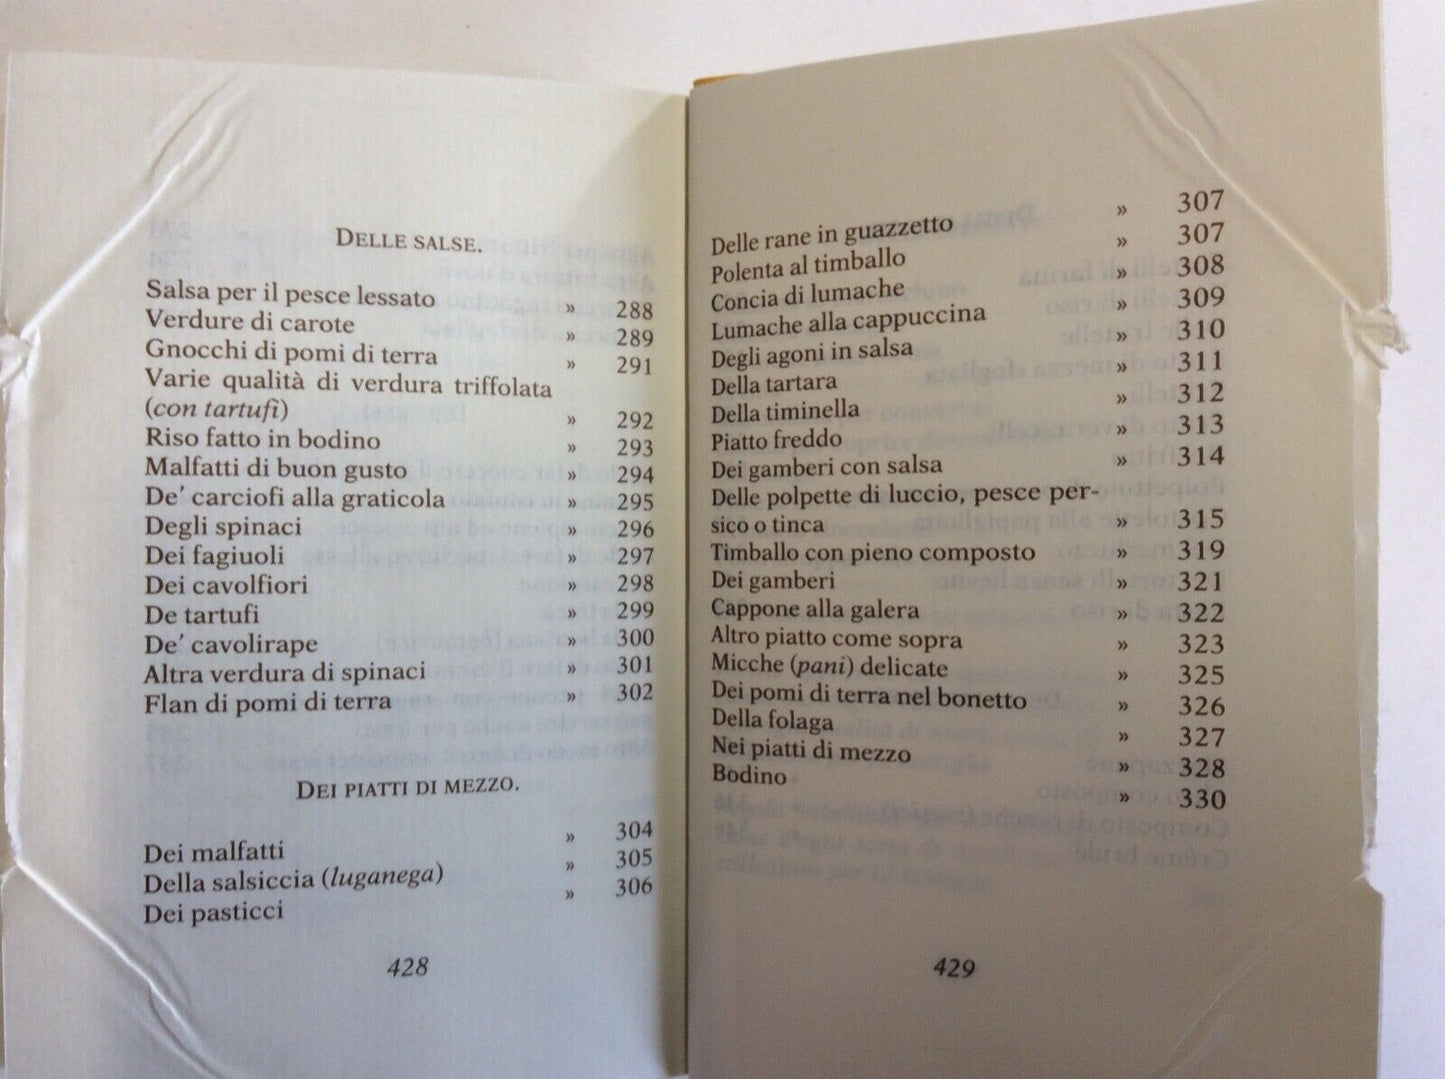 DELLE SALSE.
Salsa per il pesce lessato » 288
Verdure di carote » 289
Gnocchi di pomi di terra » 291
Varie qualità di verdura triffolata
(con tartufi) » 292
Riso fatto in bodino » 293
Malfatti di buon gusto » 294
De' carciofi alla graticola » 295
Degli spinaci » 296
Dei fagiuoli » 297
Dei cavolfiori » 298
De tartufi » 299
De' cavolirape » 300
Altra verdura di spinaci » 301
Flan di pomi di terra » 302
DEI PIATTI DI MEZZO.
Dei malfatti » 304
Della salsiccia (luganega) » 305
Dei pasticci » 306
428
Delle rane in guazzetto » 307
Polenta al timballo » 307
Concia di lumache » 308
Lumache alla cappuccina » 309
Degli agoni in salsa » 310
Della tartara » 311
Della timinella » 312
Piatto freddo » 313
Dei gamberi con salsa » 314
Delle polpette di luccio, pesce per-
sico o tinca » 315
Timballo con pieno composto » 319
Dei gamberi » 321
Cappone alla galera » 322
Altro piatto come sopra » 323
Micche (pani) delicate » 325
Dei pomi di terra nel bonetto » 326
Della folaga » 327
Nei piatti di mezzo » 328
Bodino » 330
429